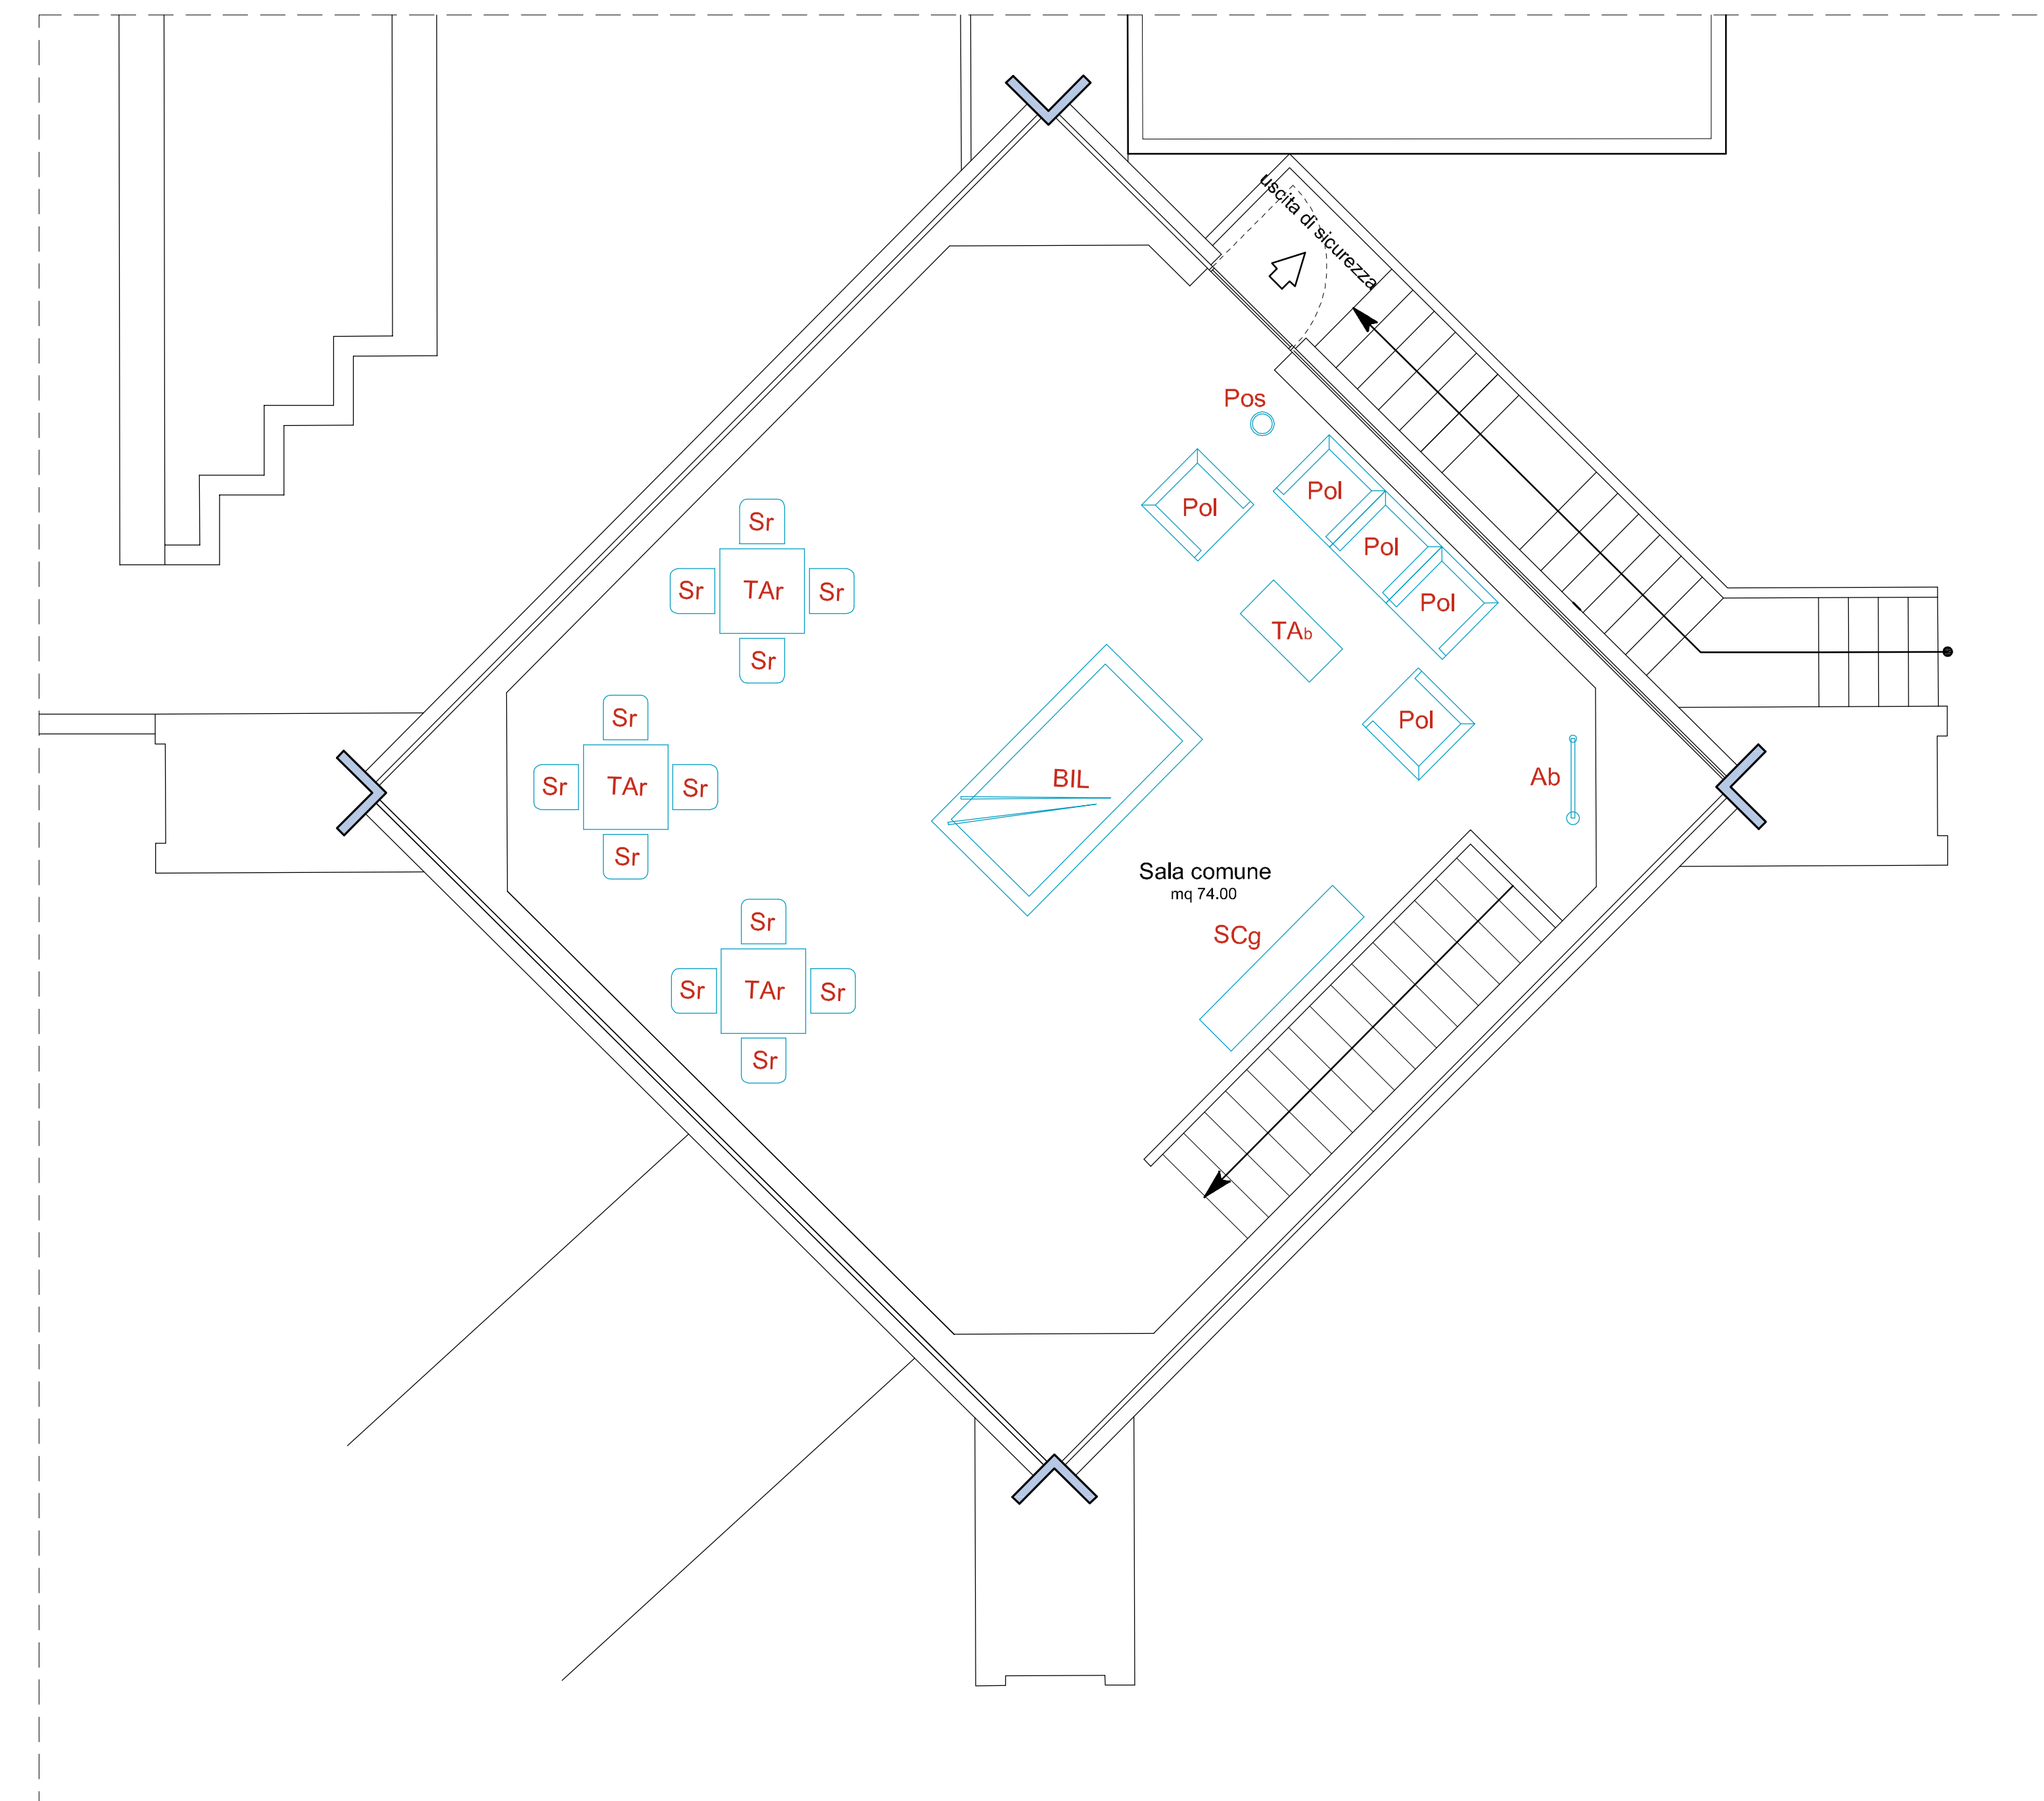 uscita di sicurezza
Pos
Pol
Pol
Pol
Pol
Sr
Sr
TAr
Sr
Sr
TAb
Pol
Sr
Sr
TAr
Sr
Sr
BIL
Ab
Sala comune
mq 74.00
SCg
Sr
Sr
TAr
Sr
Sr